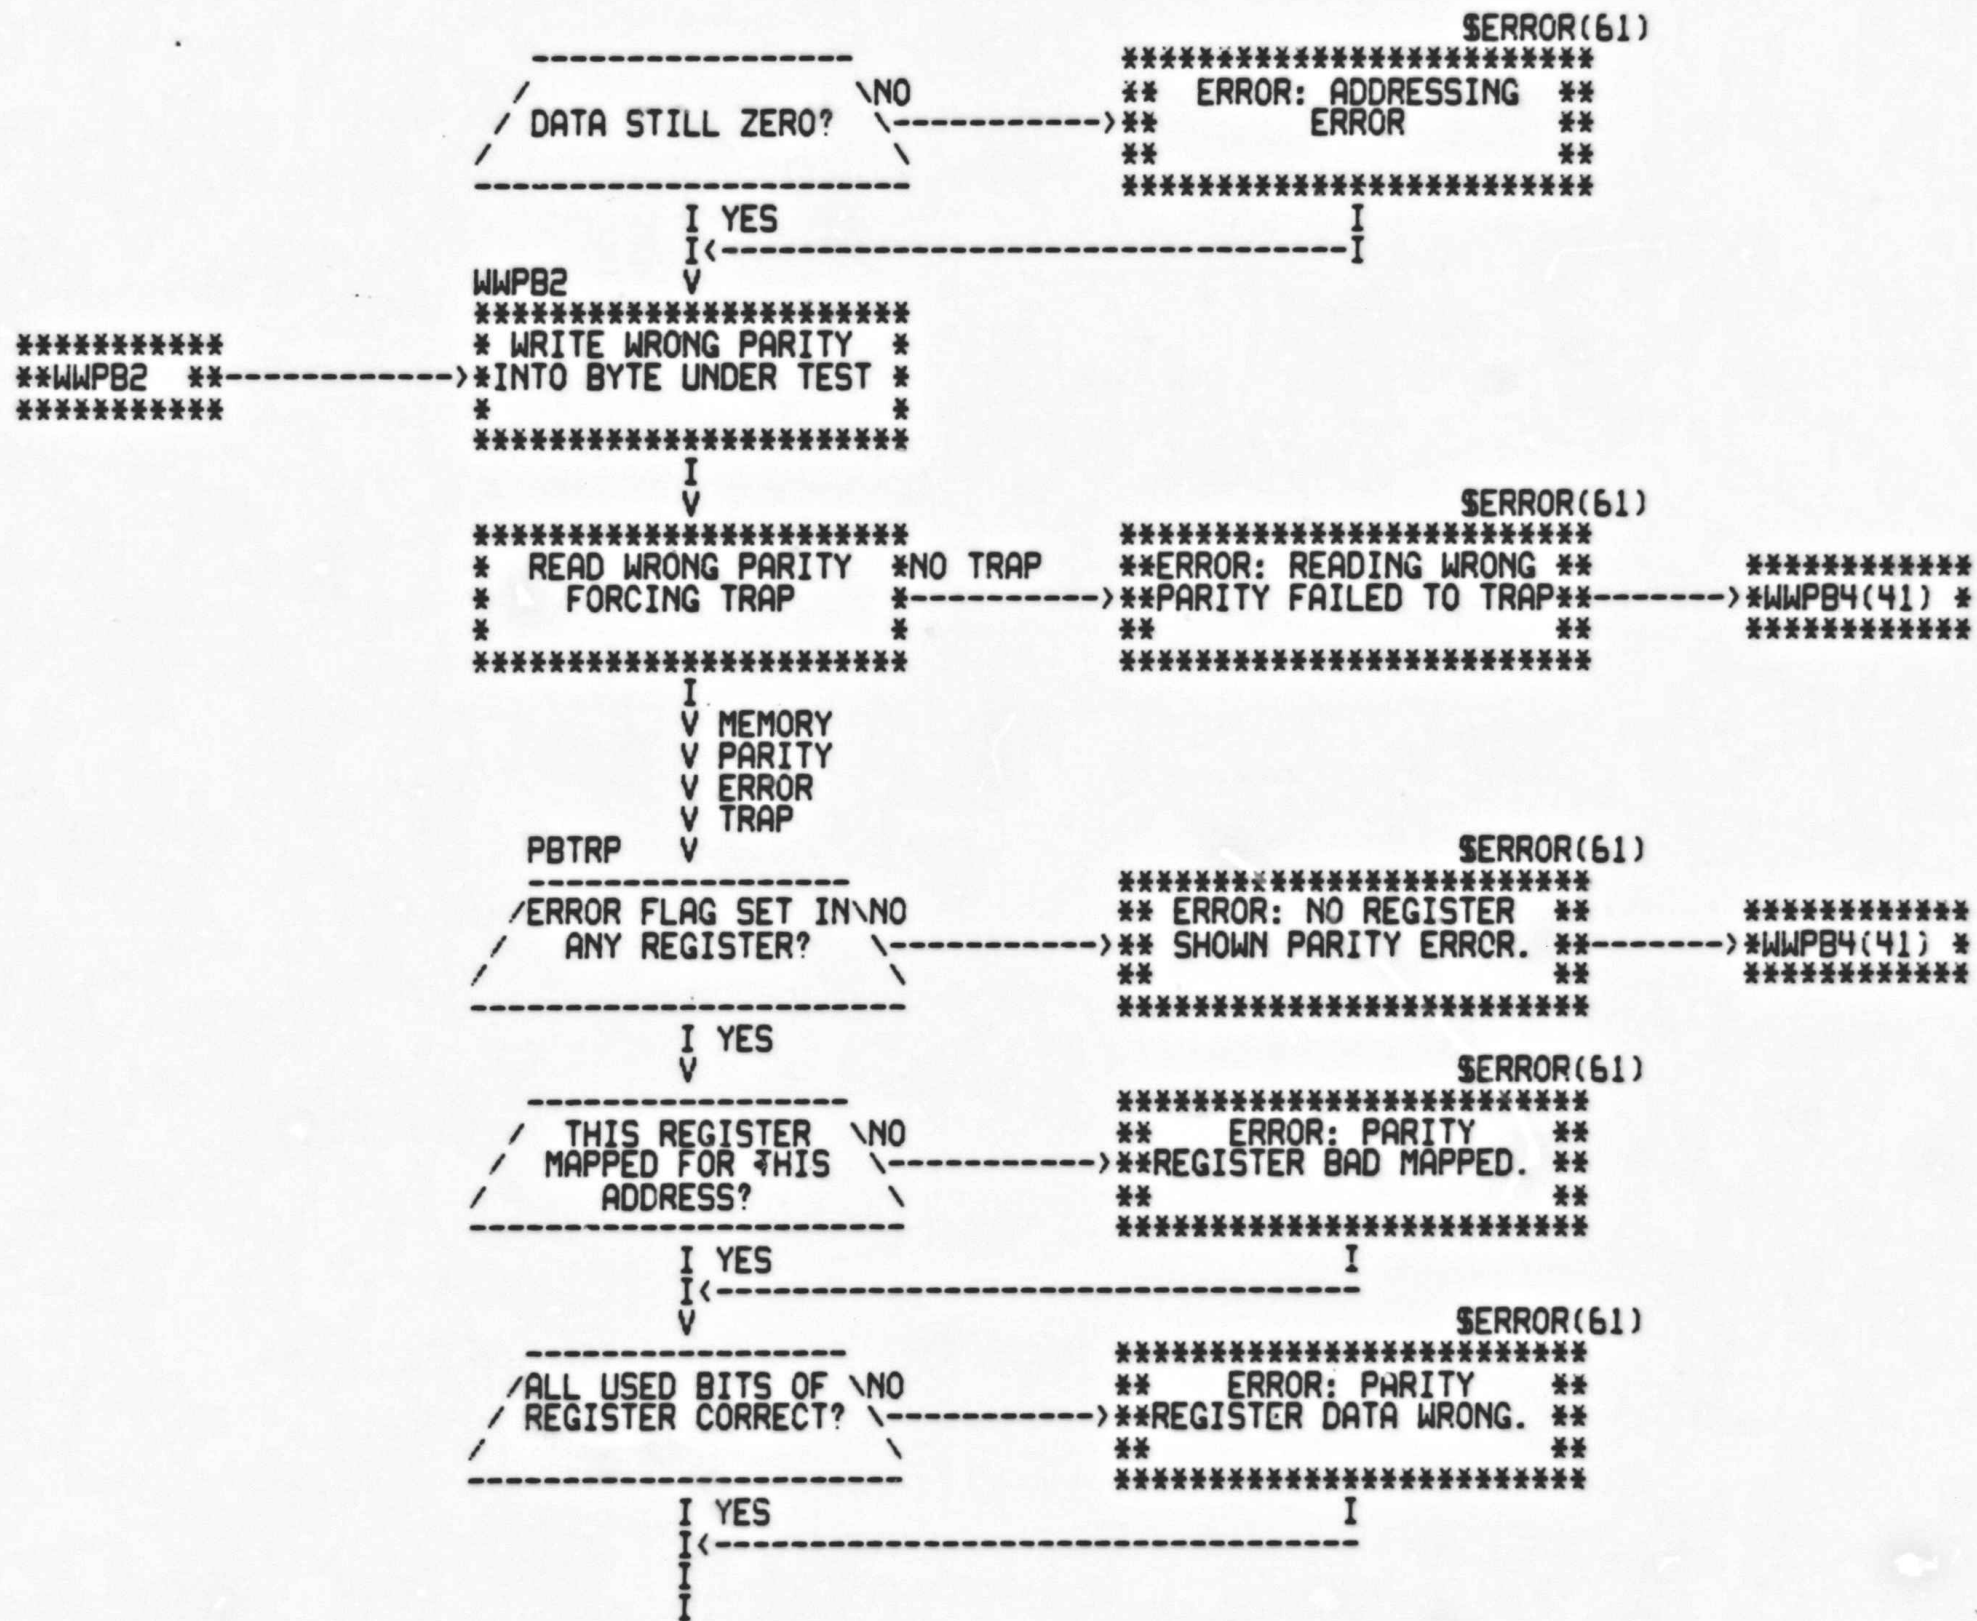 $ERROR(61)
DATA STILL ZERO?
NO
ERROR: ADDRESSING
ERROR
YES
WWPB2
WRITE WRONG PARITY
INTO BYTE UNDER TEST
WWPB2
$ERROR(61)
READ WRONG PARITY
FORCING TRAP
NO TRAP
ERROR: READING WRONG
PARITY FAILED TO TRAP
WWPB4(41)
MEMORY
PARITY
ERROR
TRAP
PBTRP
$ERROR(61)
ERROR FLAG SET IN
ANY REGISTER?
NO
ERROR: NO REGISTER
SHOWN PARITY ERROR.
WWPB4(41)
YES
$ERROR(61)
THIS REGISTER
MAPPED FOR THIS
ADDRESS?
NO
ERROR: PARITY
REGISTER BAD MAPPED.
YES
$ERROR(61)
ALL USED BITS OF
REGISTER CORRECT?
NO
ERROR: PARITY
REGISTER DATA WRONG.
YES